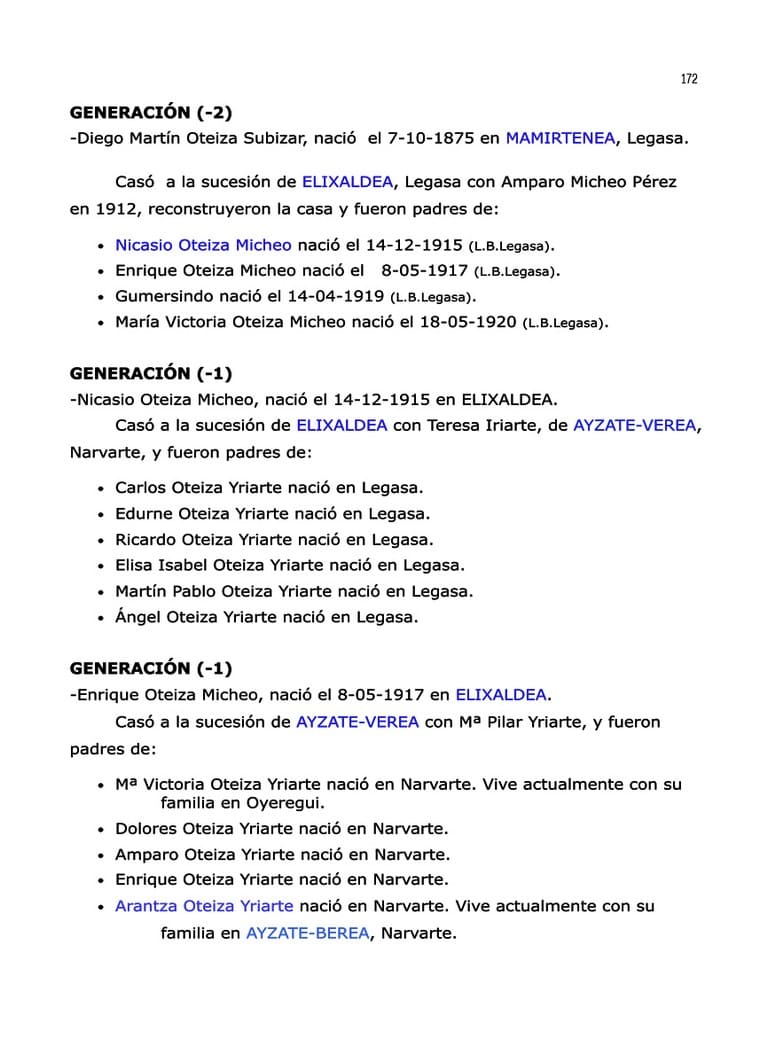 172
GENERACIÓN (-2)
-Diego Martín Oteiza Subizar, nació el 7-10-1875 en MAMIRTENEA, Legasa.
Casó a la sucesión de ELIXALDEA, Legasa con Amparo Micheo Pérez
en 1912, reconstruyeron la casa y fueron padres de:
• Nicasio Oteiza Micheo nació el 14-12-1915 (L.B.Legasa).
• Enrique Oteiza Micheo nació el 8-05-1917 (L.B.Legasa).
• Gumersindo nació el 14-04-1919 (L.B.Legasa).
• María Victoria Oteiza Micheo nació el 18-05-1920 (L.B.Legasa).
GENERACIÓN (-1)
-Nicasio Oteiza Micheo, nació el 14-12-1915 en ELIXALDEA.
Casó a la sucesión de ELIXALDEA con Teresa Iriarte, de AYZATE-VEREA,
Narvarte, y fueron padres de:
• Carlos Oteiza Yriarte nació en Legasa.
• Edurne Oteiza Yriarte nació en Legasa.
• Ricardo Oteiza Yriarte nació en Legasa.
• Elisa Isabel Oteiza Yriarte nació en Legasa.
• Martín Pablo Oteiza Yriarte nació en Legasa.
• Ángel Oteiza Yriarte nació en Legasa.
GENERACIÓN (-1)
-Enrique Oteiza Micheo, nació el 8-05-1917 en ELIXALDEA.
Casó a la sucesión de AYZATE-VEREA con Mª Pilar Yriarte, y fueron
padres de:
• Mª Victoria Oteiza Yriarte nació en Narvarte. Vive actualmente con su
familia en Oyeregui.
• Dolores Oteiza Yriarte nació en Narvarte.
• Amparo Oteiza Yriarte nació en Narvarte.
• Enrique Oteiza Yriarte nació en Narvarte.
• Arantza Oteiza Yriarte nació en Narvarte. Vive actualmente con su
familia en AYZATE-BEREA, Narvarte.